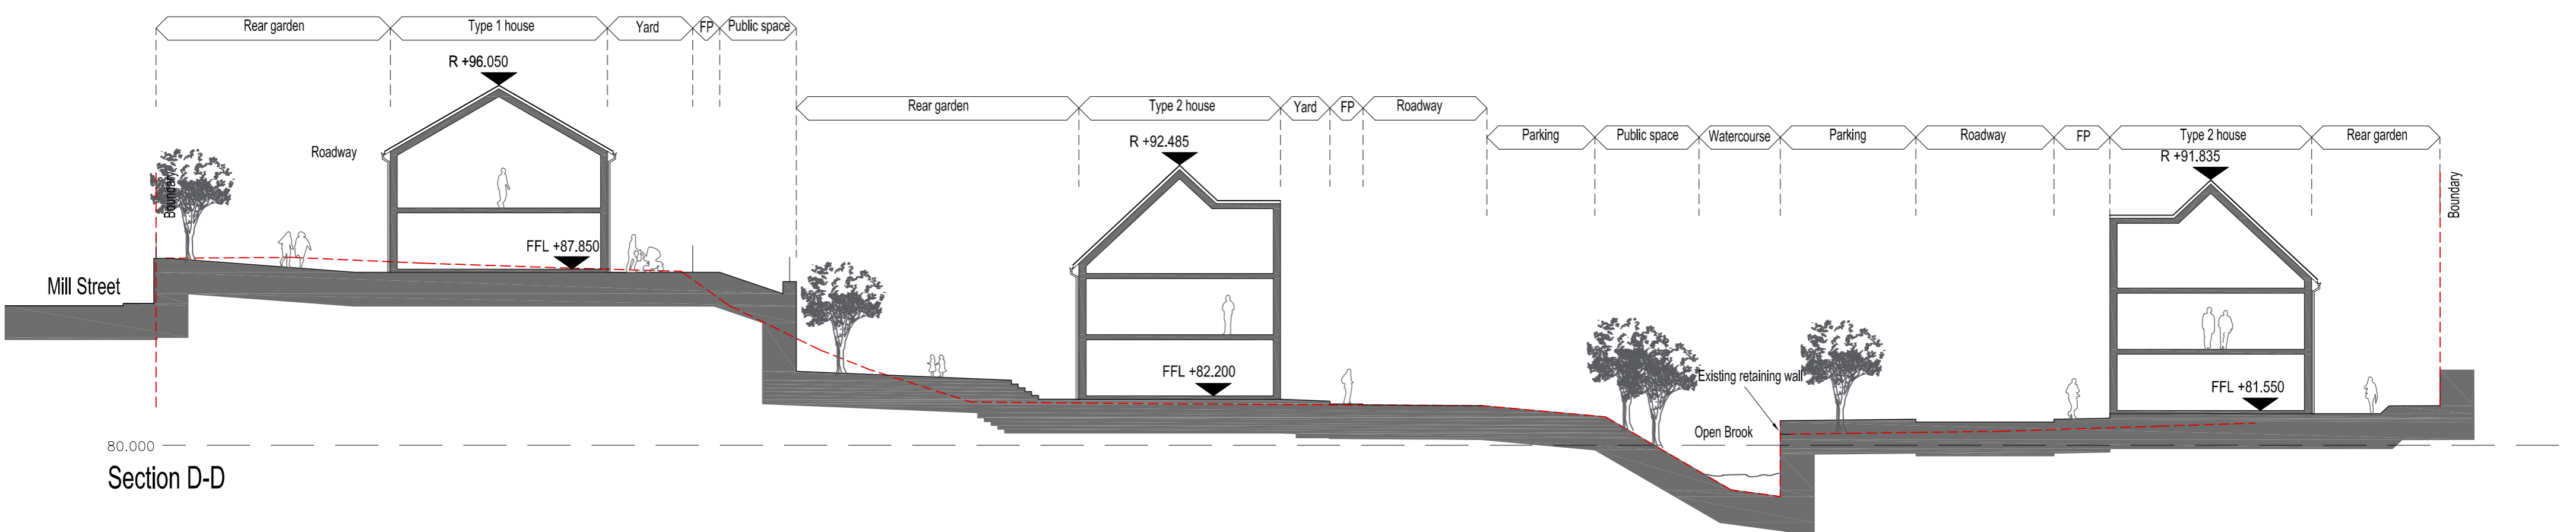 Rear garden
Type 1 house
Yard
FP
Public space
R +96.050
Rear garden
Type 2 house
Yard
FP
Roadway
Parking
Public space
Watercourse
Parking
Roadway
FP
Type 2 house
Rear garden
R +92.485
Roadway
R +91.835
Boundary
Boundary
FFL +87.850
Mill Street
FFL +82.200
Existing retaining wall
FFL +81.550
Open Brook
80.000
Section D-D